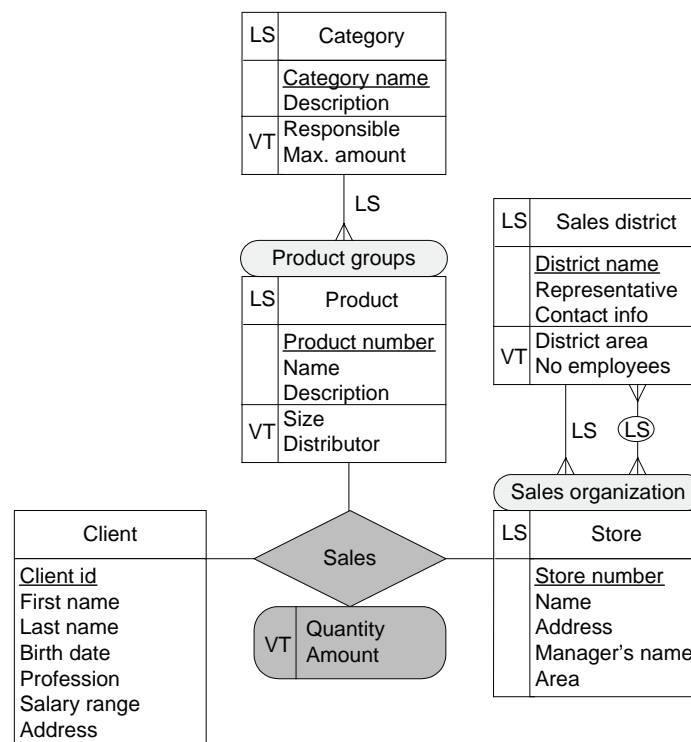 LS Category
Category name
Description
VT Responsible
Max. amount
LS
Product groups
LS Product
Product number
Name
Description
VT Size
Distributor
LS Sales district
District name
Representative
Contact info
VT District area
No employees
LS LS
Sales organization
LS Store
Store number
Name
Address
Manager's name
Area
Client
Client id
First name
Last name
Birth date
Profession
Salary range
Address
Sales
VT Quantity
Amount